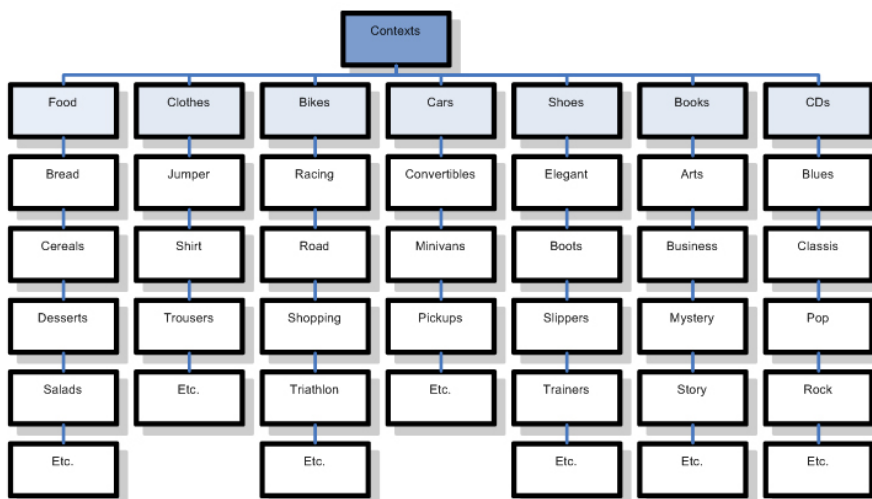 Contexts
Food Clothes Bikes Cars Shoes Books CDs
Bread Jumper Racing Convertibles Elegant Arts Blues
Cereals Shirt Road Minivans Boots Business Classis
Desserts Trousers Shopping Pickups Slippers Mystery Pop
Salads Etc. Triathlon Etc. Trainers Story Rock
Etc. Etc. Etc. Etc. Etc.